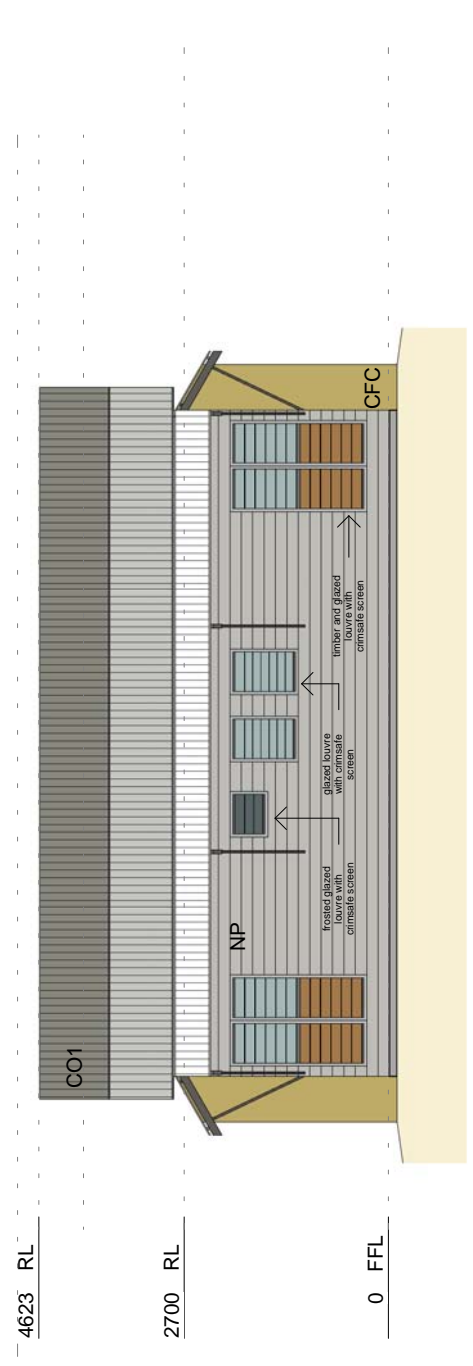 4623 RL
2700 RL
0 FFL
CO1
NP
CFC
frosted glazed
louvre with
crimsafe screen
glazed louvre
with crimsafe
screen
timber and glazed
louvre with
crimsafe screen